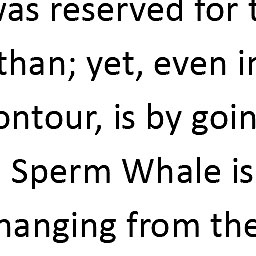 was reserved for t
than; yet, even in
ontour, is by goin
Sperm Whale is
hanging from the